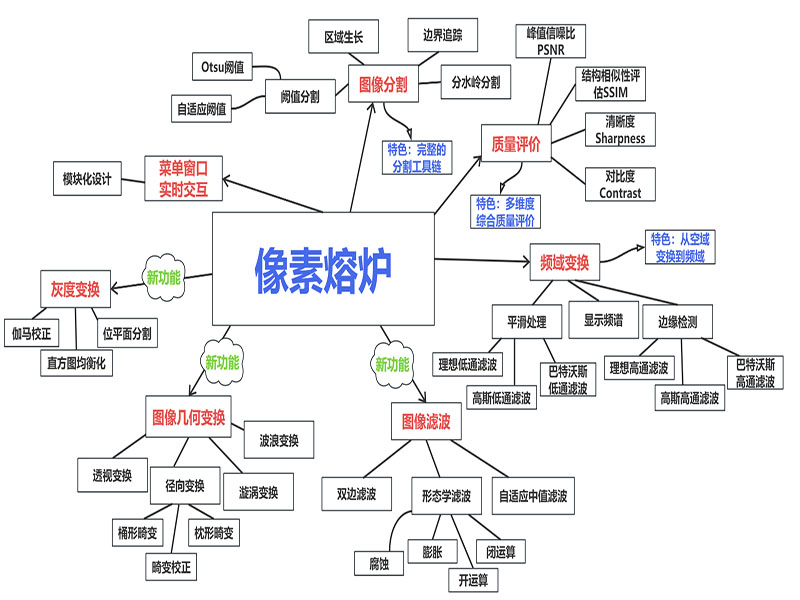 区域生长
边界追踪
峰值信噪比
PSNR
Otsu阈值
图像分割
分水岭分割
结构相似性评
估SSIM
阈值分割
自适应阈值
清晰度
Sharpness
质量评价
特色：完整的
分割工具链
菜单窗口
实时交互
模块化设计
对比度
Contrast
特色：多维度
综合质量评价
特色：从空域
变换到频域
像素熔炉
频域变换
新功能
灰度变换
伽马校正
位平面分割
直方图均衡化
平滑处理
显示频谱
边缘检测
新功能
新功能
理想低通滤波
巴特沃斯
低通滤波
高斯低通滤波
理想高通滤波
巴特沃斯
高通滤波
高斯高通滤波
图像几何变换
图像滤波
波浪变换
透视变换
径向变换
漩涡变换
桶形畸变
枕形畸变
畸变校正
双边滤波
形态学滤波
自适应中值滤波
腐蚀
膨胀
闭运算
开运算